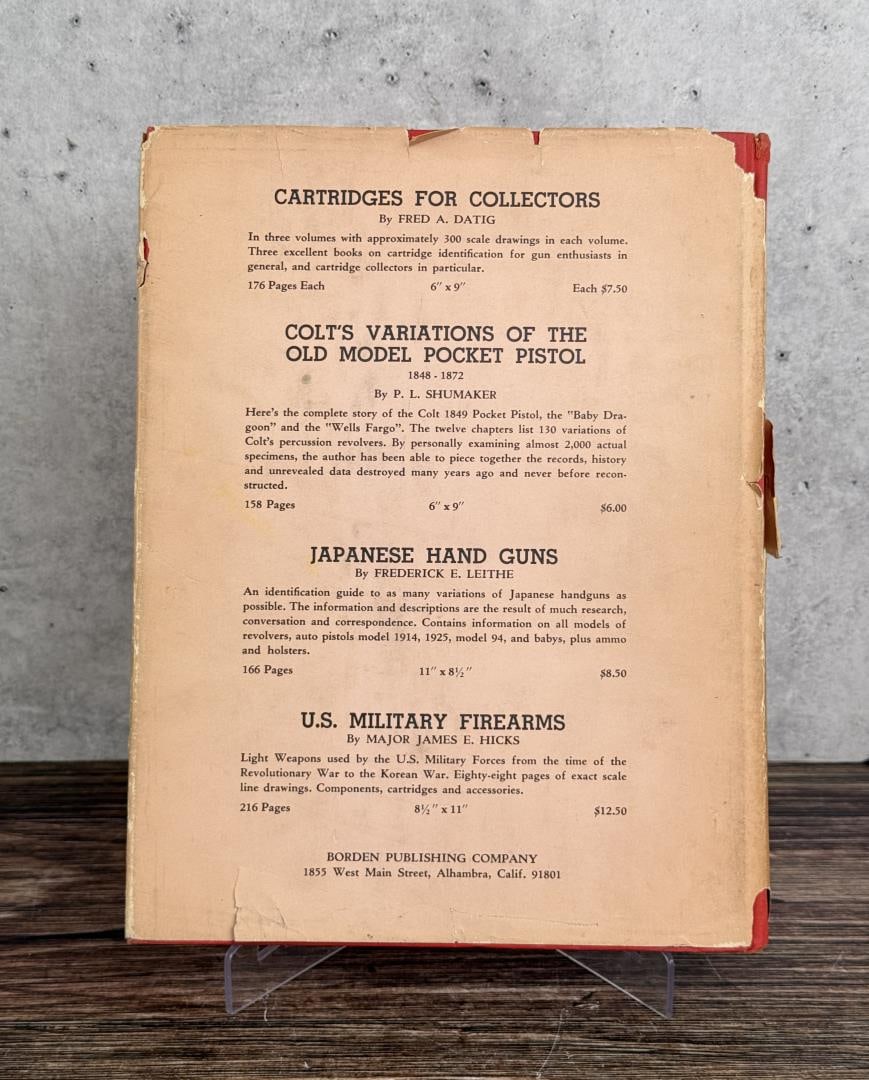 CARTRIDGES FOR COLLECTORS
By FRED A. DATIG
In three volumes with approximately 300 scale drawings in each volume.
Three excellent books on cartridge identification for gun enthusiasts in
general, and cartridge collectors in particular.
176 Pages Each 6″ x 9″ Each $7.50
COLT'S VARIATIONS OF THE
OLD MODEL POCKET PISTOL
1848 - 1872
By P. L. SHUMAKER
Here's the complete story of the Colt 1849 Pocket Pistol, the "Baby Dra-
goon" and the "Wells Fargo". The twelve chapters list 130 variations of
Colt's percussion revolvers. By personally examining almost 2,000 actual
specimens, the author has been able to piece together the records, history
and unrevealed data destroyed many years ago and never before recon-
structed.
158 Pages 6″ x 9″ $6.00
JAPANESE HAND GUNS
By FREDERICK E. LEITHE
An identification guide to as many variations of Japanese handguns as
possible. The information and descriptions are the result of much research,
conversation and correspondence. Contains information on all models of
revolvers, auto pistols model 1914, 1925, model 94, and babys, plus ammo
and holsters.
166 Pages 11″ x 8½″ $8.50
U.S. MILITARY FIREARMS
By MAJOR JAMES E. HICKS
Light Weapons used by the U.S. Military Forces from the time of the
Revolutionary War to the Korean War. Eighty-eight pages of exact scale
line drawings. Components, cartridges and accessories.
216 Pages 8½″ x 11″ $12.50
BORDEN PUBLISHING COMPANY
1855 West Main Street, Alhambra, Calif. 91801